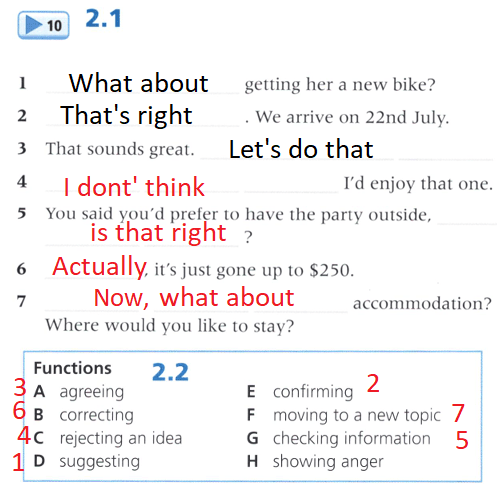 10 2.1
1 What about getting her a new bike?
2 That's right . We arrive on 22nd July.
3 That sounds great. Let's do that
4 I dont' think I'd enjoy that one.
5 You said you'd prefer to have the party outside,
is that right ?
6 Actually, it's just gone up to $250.
7 Now, what about accommodation?
Where would you like to stay?
Functions 2.2
3 A agreeing
E confirming 2
6 B correcting
F moving to a new topic 7
4 C rejecting an idea
G checking information 5
1 D suggesting
H showing anger